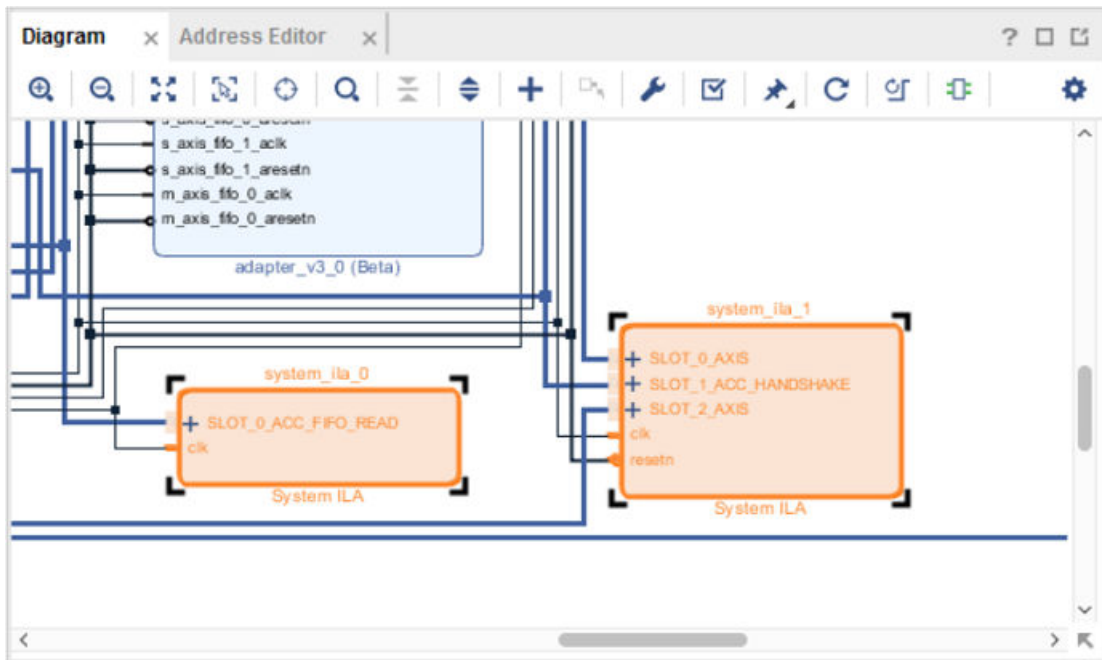 Diagram
Address Editor
s_axis_fifo_1_aclk
s_axis_fifo_1_aresetn
m_axis_fifo_0_aclk
m_axis_fifo_0_aresetn
adapter_v3_0 (Beta)
system_ila_0
SLOT_0_ACC_FIFO_READ
clk
System ILA
system_ila_1
SLOT_0_AXIS
SLOT_1_ACC_HANDSHAKE
SLOT_2_AXIS
clk
resetn
System ILA